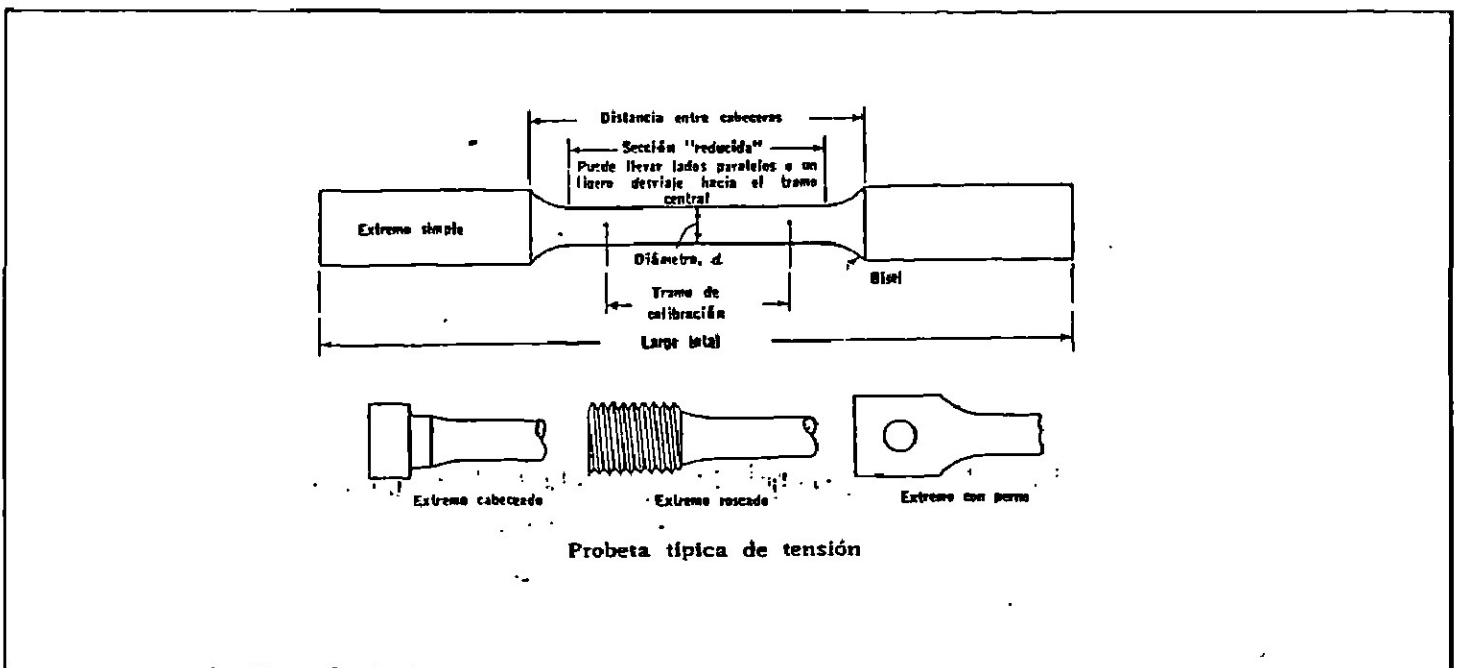 Distancia entre cabeceras
Sección "reducida"
Puede llevar lados paralelos o un
ligero desviaje hacia el tramo
central
Extremo simple
Diámetro, d
Bisel
Tramo de
calibración
Largo total
Extremo cabeceado
Extremo roscado
Extremo con perno
Probeta típica de tensión